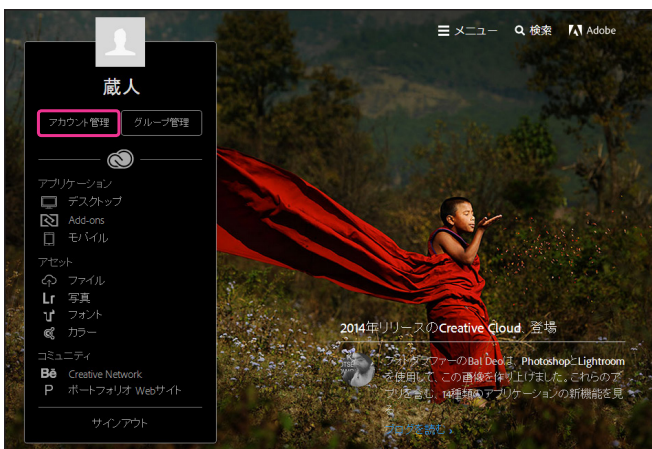 メニュー
検索
Adobe
蔵人
アカウント管理
グループ管理
アプリケーション
デスクトップ
Add-ons
モバイル
アセット
ファイル
Lr 写真
フォント
カラー
コミュニティ
Bē Creative Network
P ポートフォリオ Webサイト
サインアウト
2014年リリースのCreative Cloud、登場
フォトグラファーのBal Deoは、PhotoshopとLightroom
を使用して、この画像を作り上げました。これらのア
プリを含む、14種類のアプリケーションの新機能を見
る
ブログを読む ›